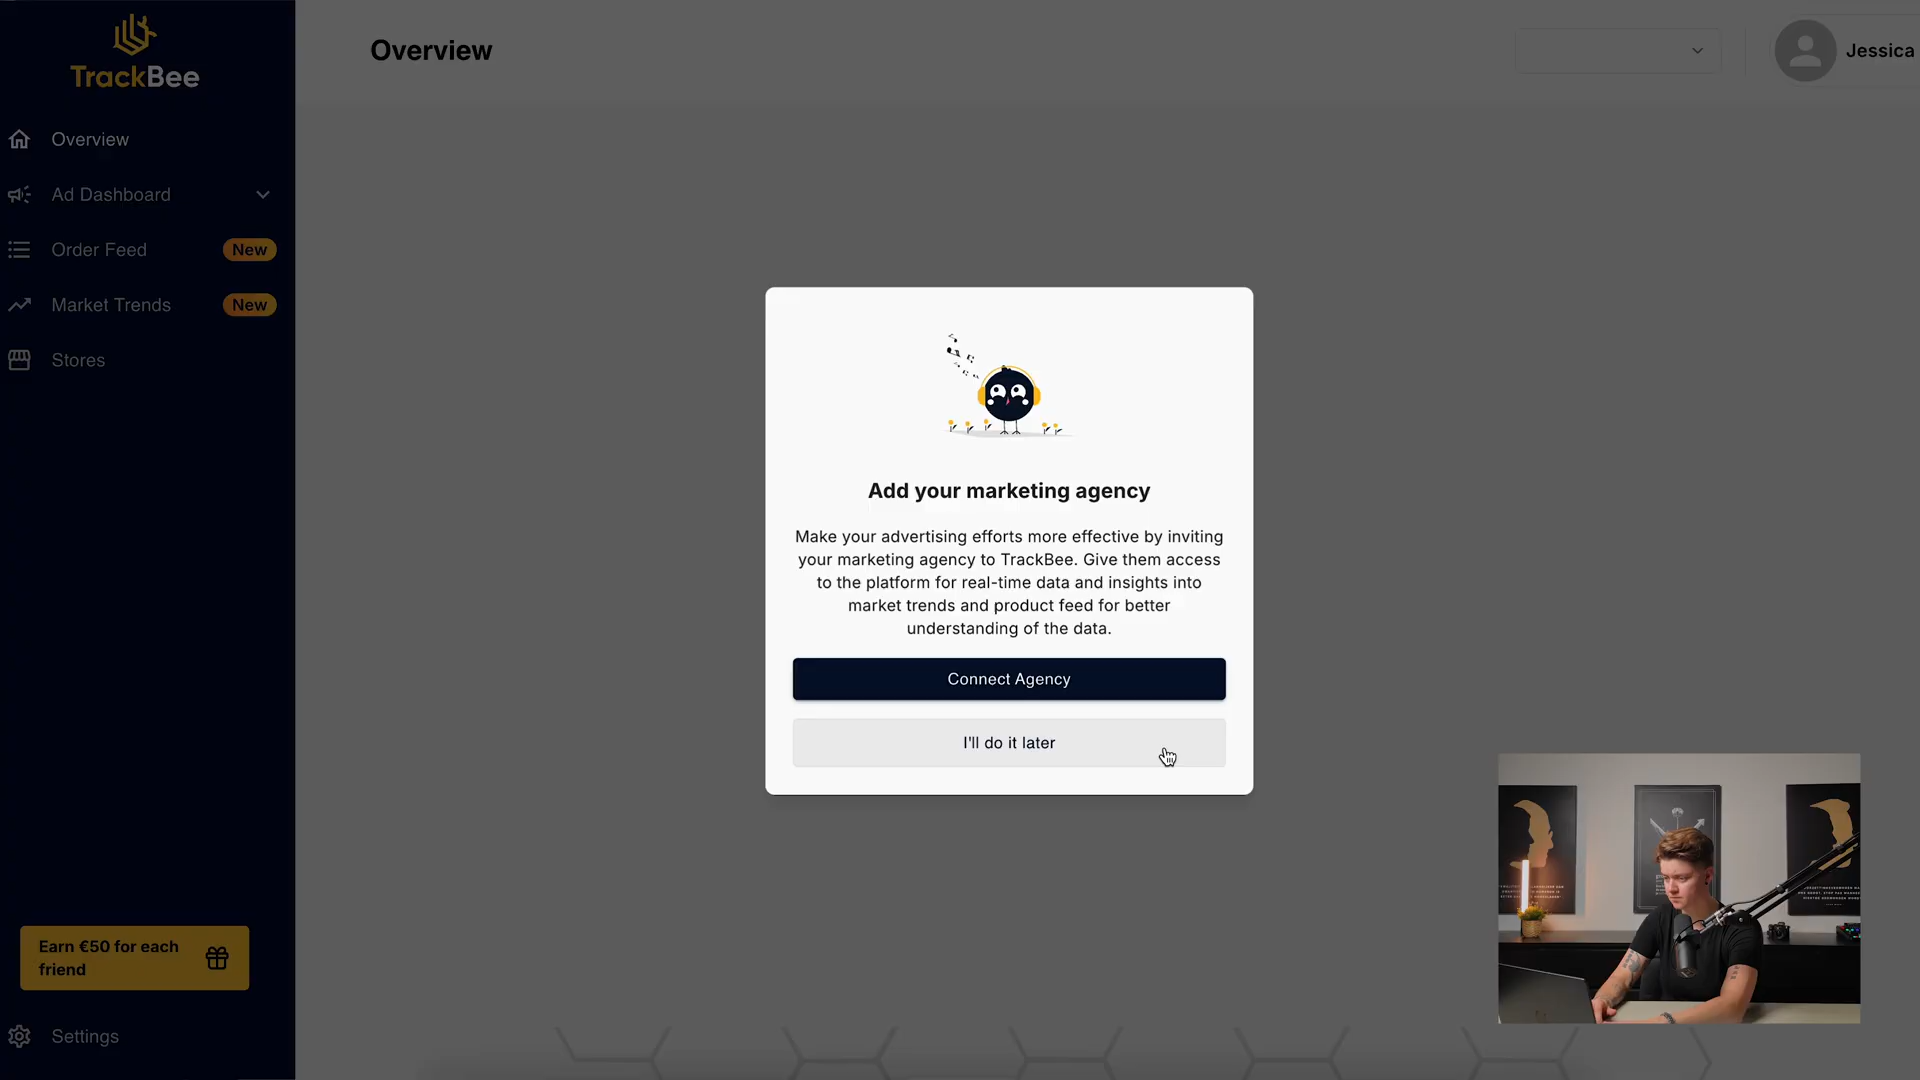 TrackBee
Overview
Ad Dashboard
Order Feed
New
Market Trends
New
Stores
Earn €50 for each
friend
Settings
Overview
Jessica
Add your marketing agency
Make your advertising efforts more effective by inviting
your marketing agency to TrackBee. Give them access
to the platform for real-time data and insights into
market trends and product feed for better
understanding of the data.
Connect Agency
I'll do it later